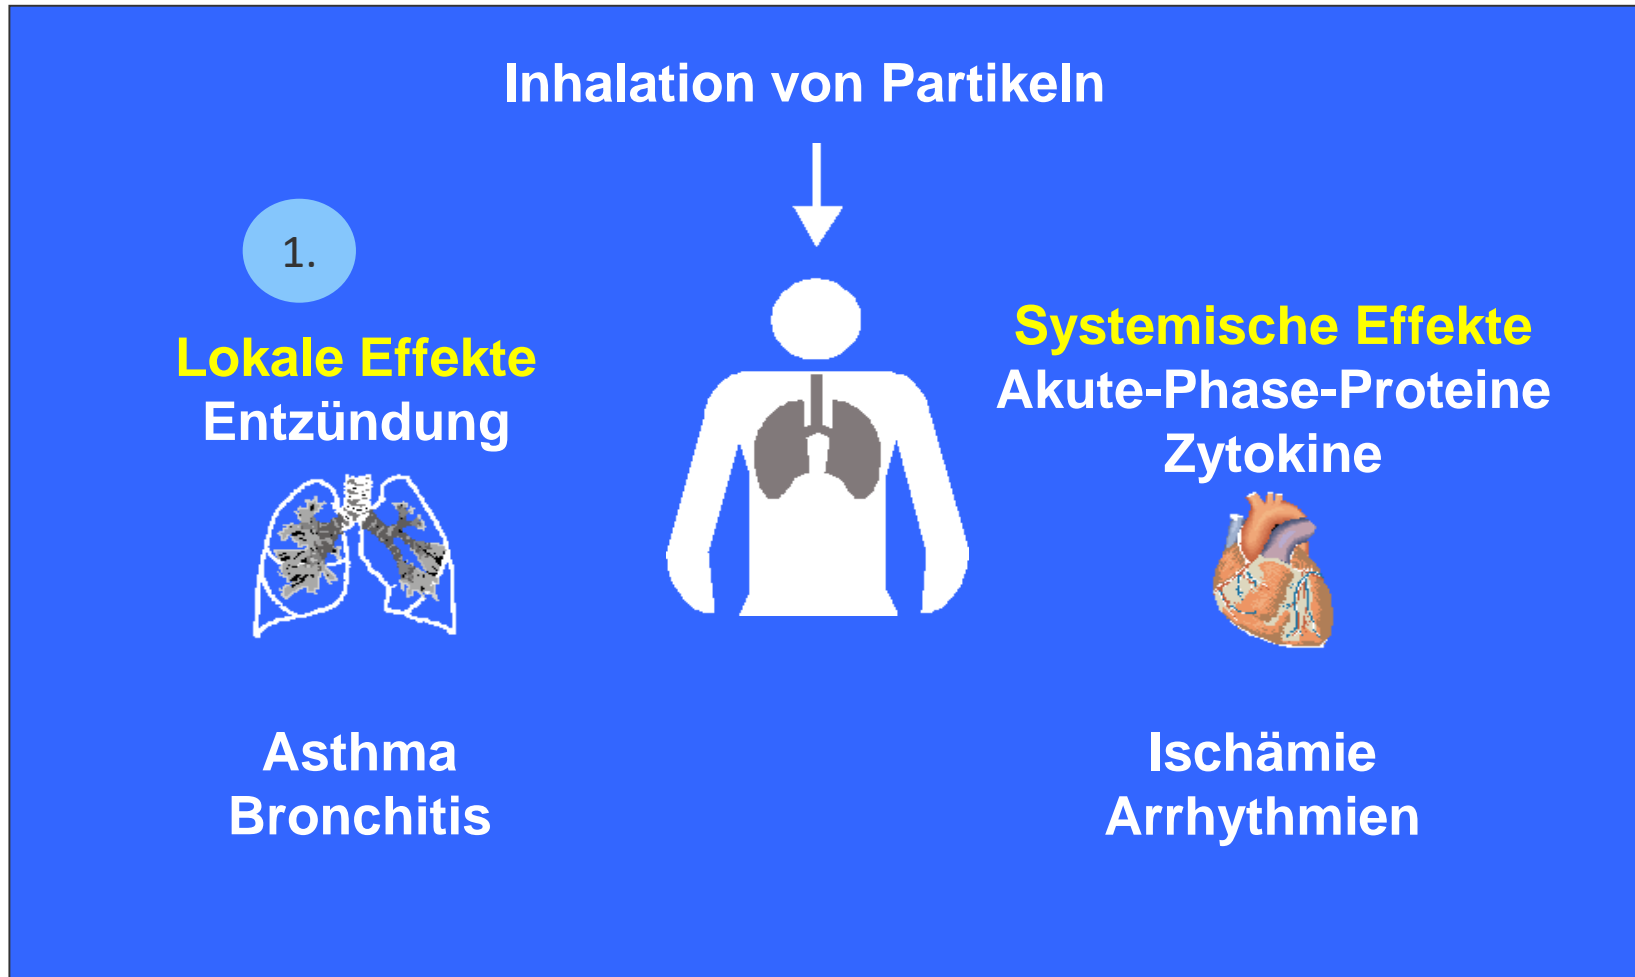 Inhalation von Partikeln
1.
Lokale Effekte
Entzündung
Asthma
Bronchitis
Systemische Effekte
Akute-Phase-Proteine
Zytokine
Ischämie
Arrhythmien